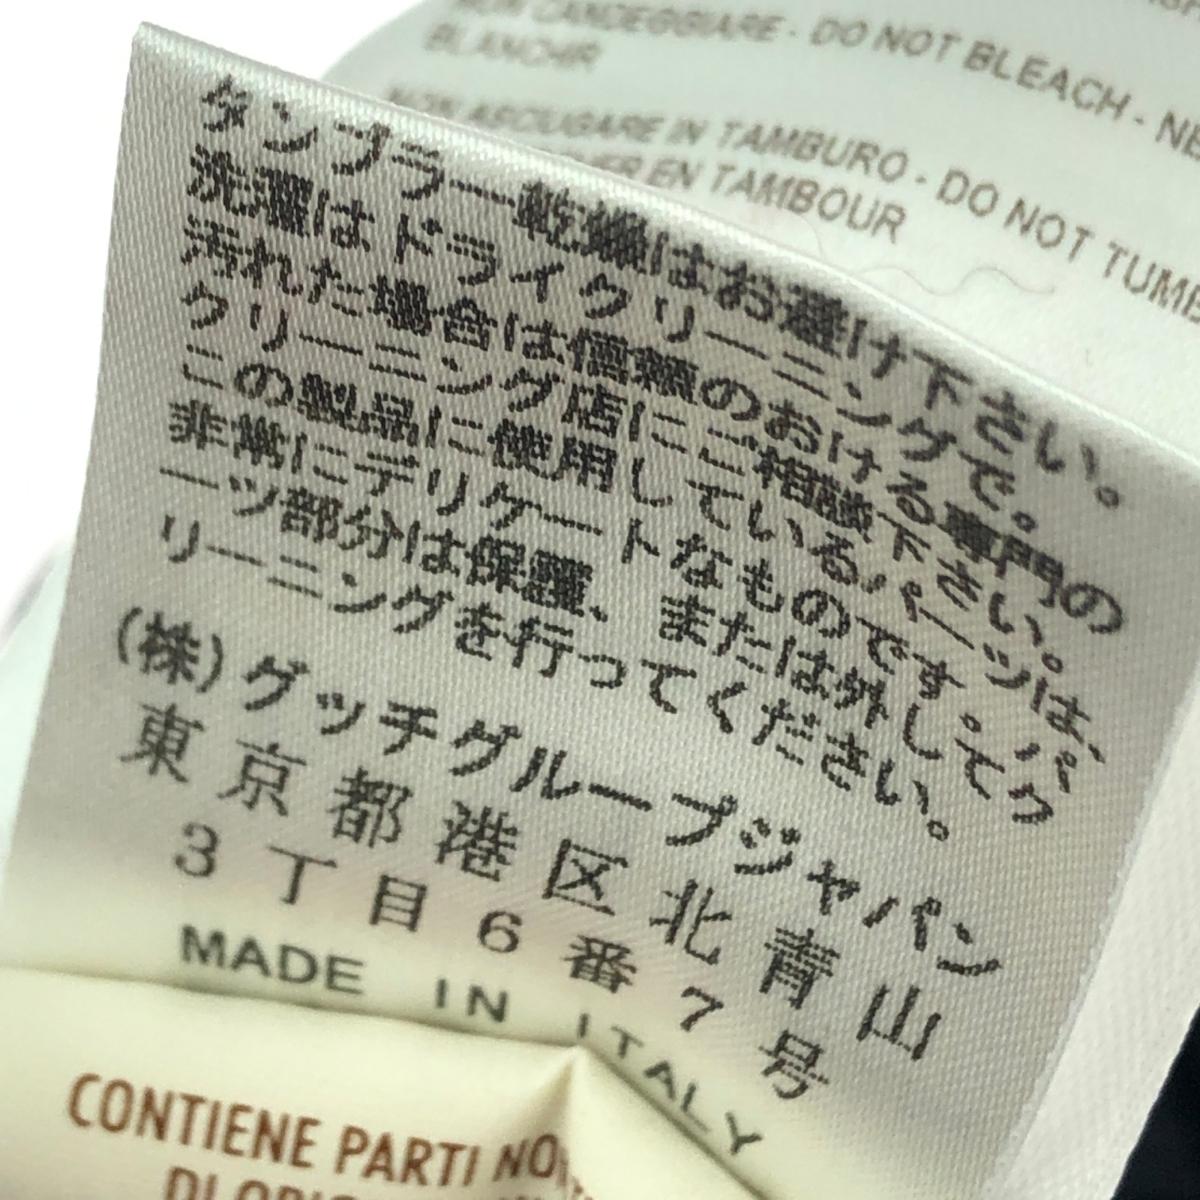 NON CANDEGGIARE - DO NOT BLEACH - NE
BLANCHIR
NON ASCIUGARE IN TAMBURO - DO NOT TUMB
EN TAMBOUR
タンブラー乾燥はお避け下さい。
洗濯はドライクリーニングで。
汚れた場合は信頼のおける専門の
クリーニング店にご相談下さい。
この製品に使用しているパーツは、
非常にデリケートなものです。パ
ーツ部分は保護、または外してク
リーニングを行ってください。
(株)グッチグループジャパン
東京都港区北青山
3丁目6番7号
MADE IN ITALY
CONTIENE PARTI NON
DI ORIG